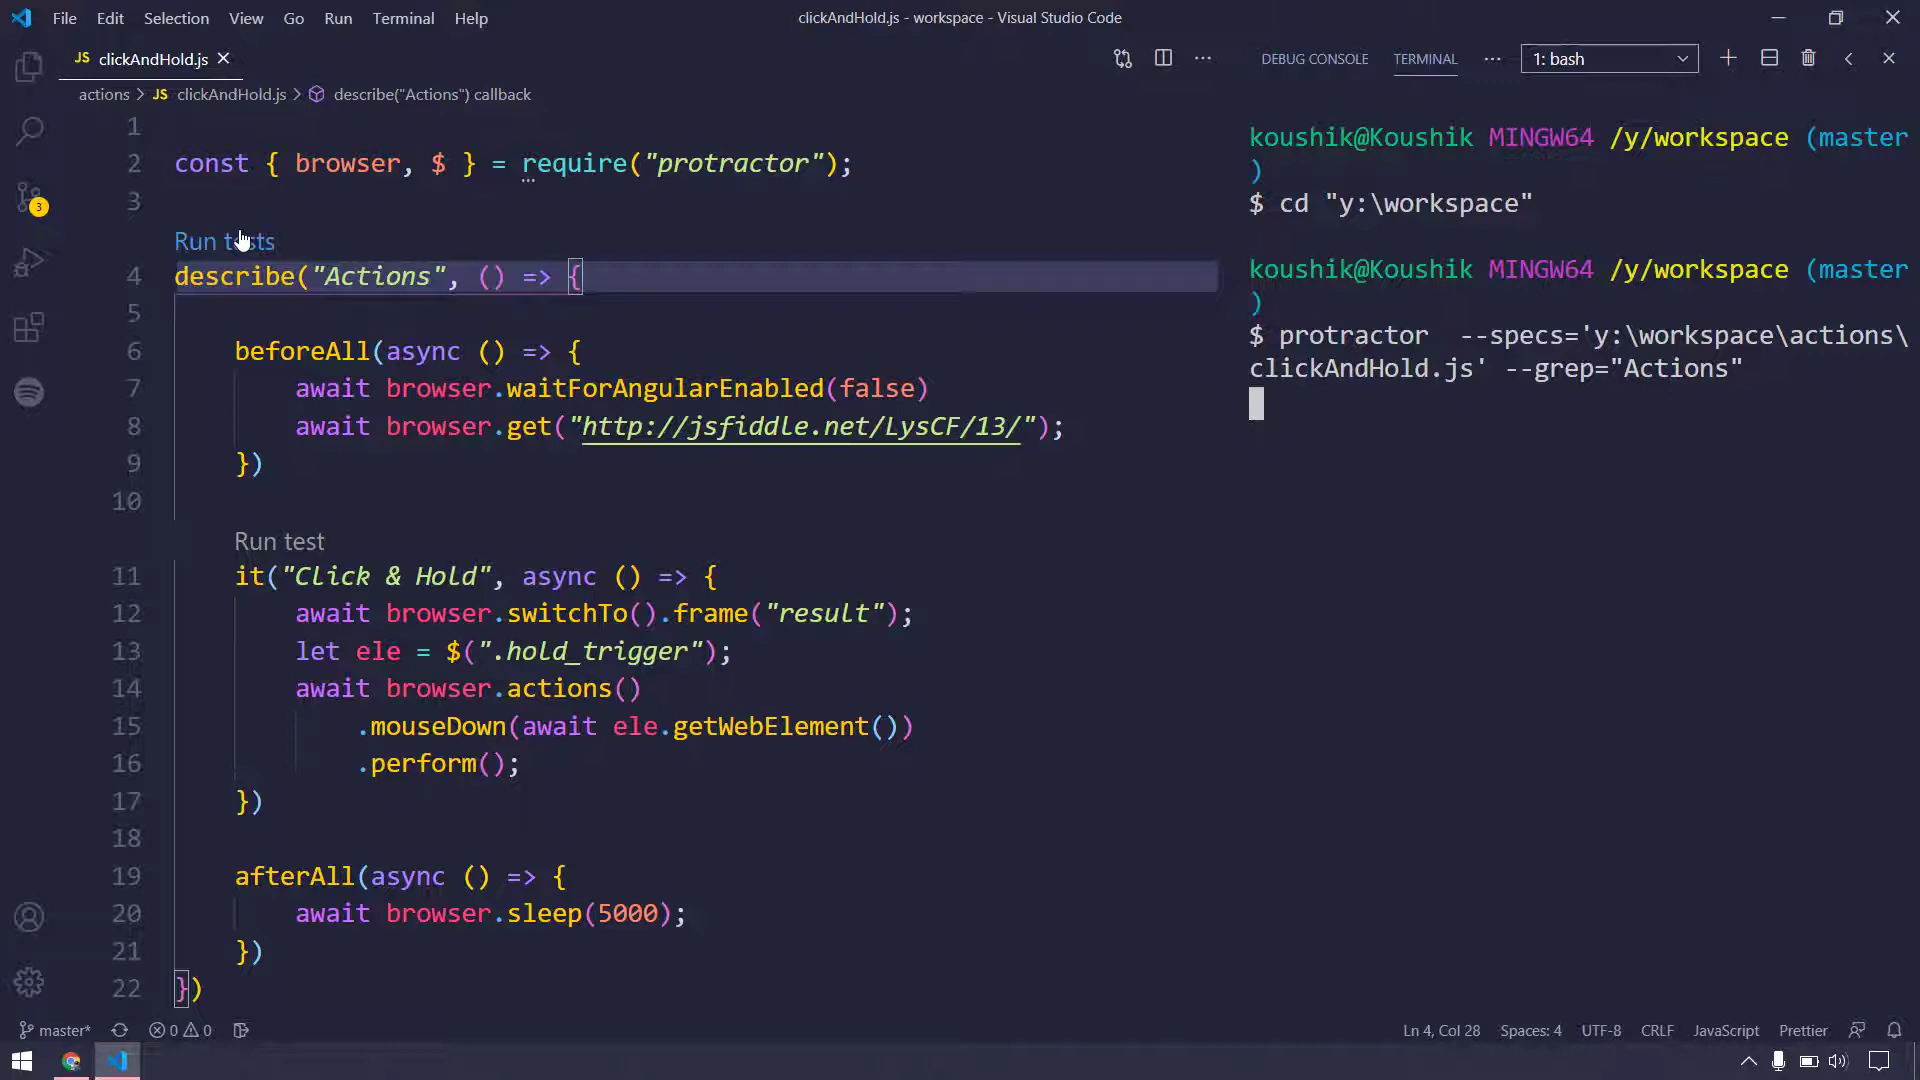 File Edit Selection View Go Run Terminal Help
clickAndHold.js - workspace - Visual Studio Code
JS clickAndHold.js
actions > JS clickAndHold.js > describe("Actions") callback
1
2 const { browser, $ } = require("protractor");
3
Run tests
4 describe("Actions", () => {
5
6 beforeAll(async () => {
7 await browser.waitForAngularEnabled(false)
8 await browser.get("http://jsfiddle.net/LysCF/13/");
9 })
10
Run test
11 it("Click & Hold", async () => {
12 await browser.switchTo().frame("result");
13 let ele = $(".hold_trigger");
14 await browser.actions()
15 .mouseDown(await ele.getWebElement())
16 .perform();
17 })
18
19 afterAll(async () => {
20 await browser.sleep(5000);
21 })
22 })
DEBUG CONSOLE TERMINAL ··· 1: bash
koushik@Koushik MINGW64 /y/workspace (master
)
$ cd "y:\workspace"
koushik@Koushik MINGW64 /y/workspace (master
)
$ protractor --specs='y:\workspace\actions\
clickAndHold.js' --grep="Actions"
3
master* 0 0
Ln 4, Col 28 Spaces: 4 UTF-8 CRLF JavaScript Prettier